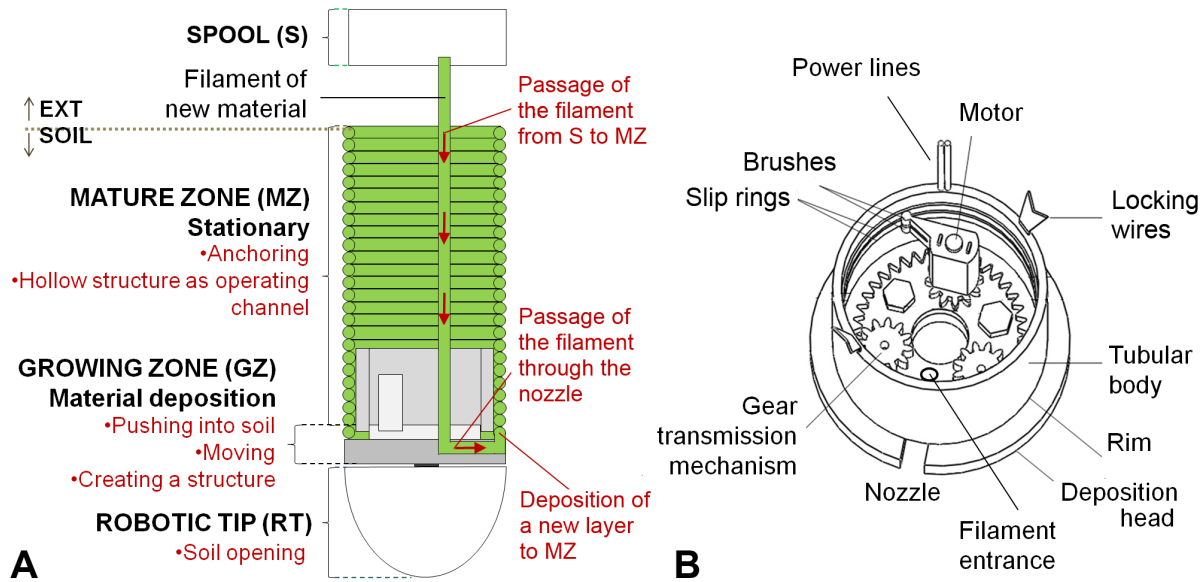 SPOOL (S)
Filament of
new material
EXT
SOIL
Passage of
the filament
from S to MZ
MATURE ZONE (MZ)
Stationary
•Anchoring
•Hollow structure as operating
channel
Passage of
the filament
through the
nozzle
GROWING ZONE (GZ)
Material deposition
•Pushing into soil
•Moving
•Creating a structure
Deposition of
a new layer
to MZ
ROBOTIC TIP (RT)
•Soil opening
A
Power lines
Motor
Brushes
Slip rings
Locking
wires
Tubular
body
Gear
transmission
mechanism
Rim
Nozzle
Deposition
head
Filament
entrance
B